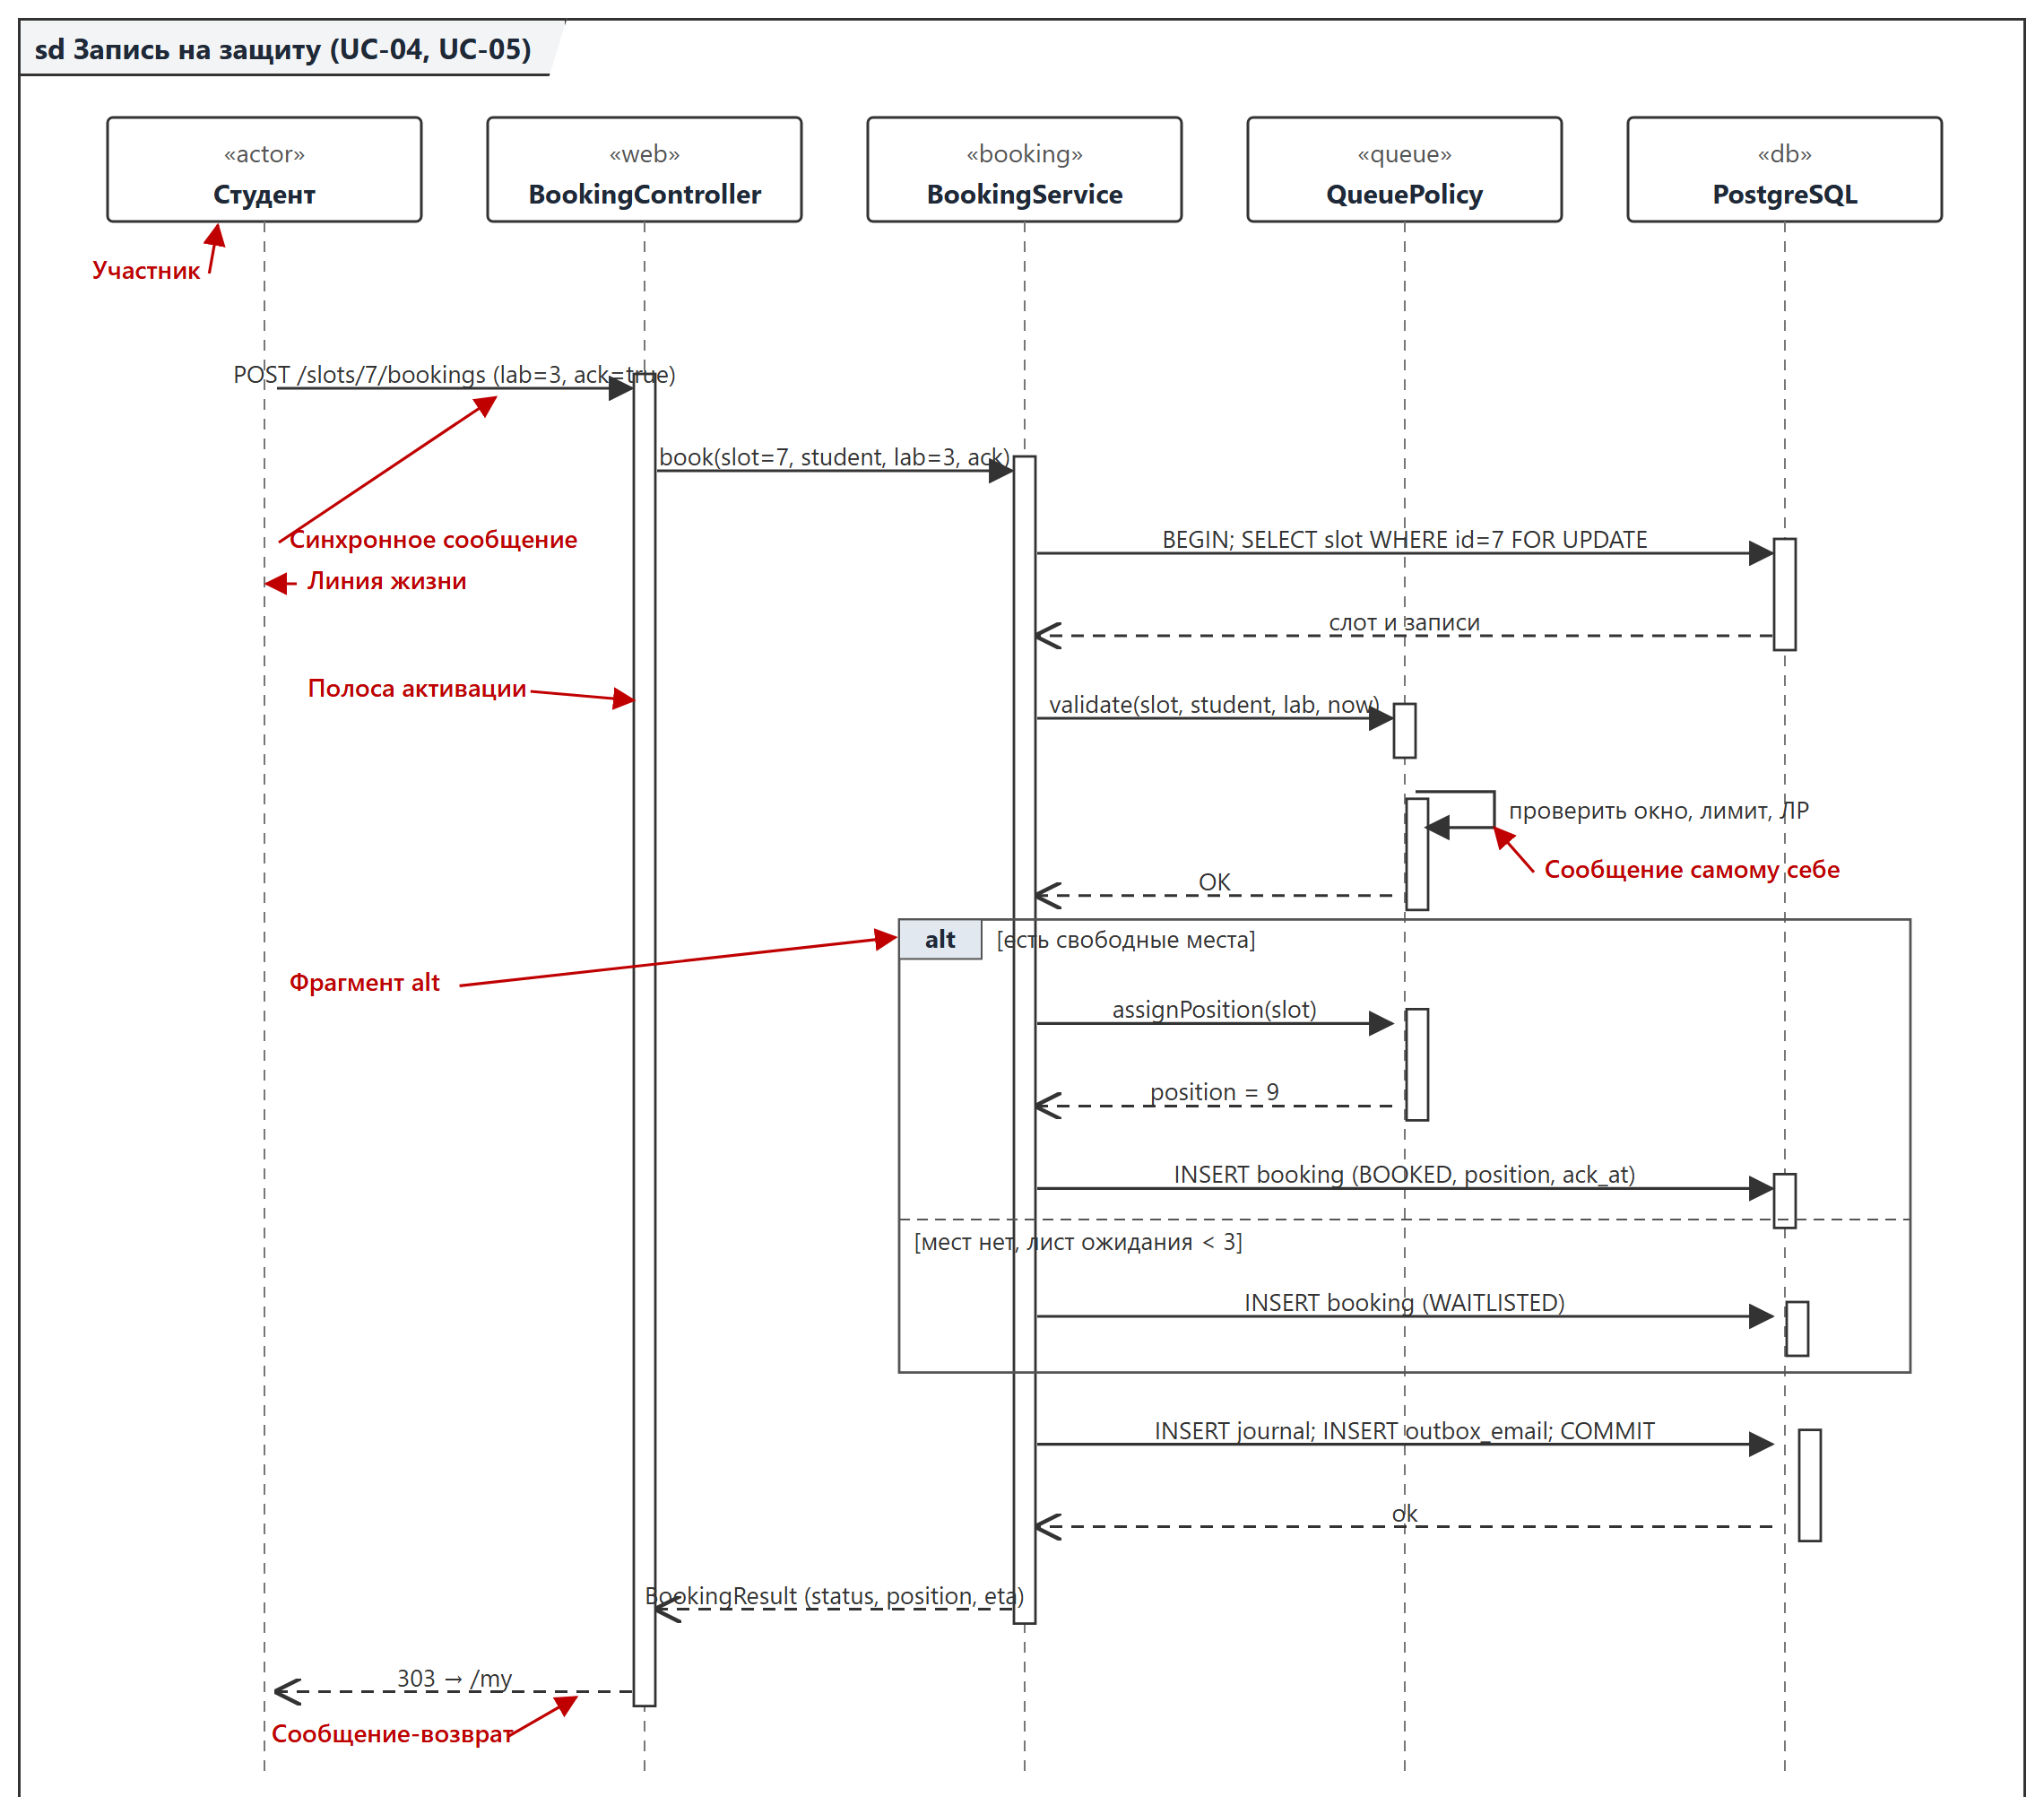 sd Запись на защиту (UC-04, UC-05)
«actor»
Студент
«web»
BookingController
«booking»
BookingService
«queue»
QueuePolicy
«db»
PostgreSQL
Участник
POST /slots/7/bookings (lab=3, ack=true)
book(slot=7, student, lab=3, ack)
Синхронное сообщение
BEGIN; SELECT slot WHERE id=7 FOR UPDATE
Линия жизни
слот и записи
Полоса активации
validate(slot, student, lab, now)
проверить окно, лимит, ЛР
Сообщение самому себе
OK
alt
[есть свободные места]
Фрагмент alt
assignPosition(slot)
position = 9
INSERT booking (BOOKED, position, ack_at)
[мест нет, лист ожидания < 3]
INSERT booking (WAITLISTED)
INSERT journal; INSERT outbox_email; COMMIT
ok
BookingResult (status, position, eta)
303 → /my
Сообщение-возврат